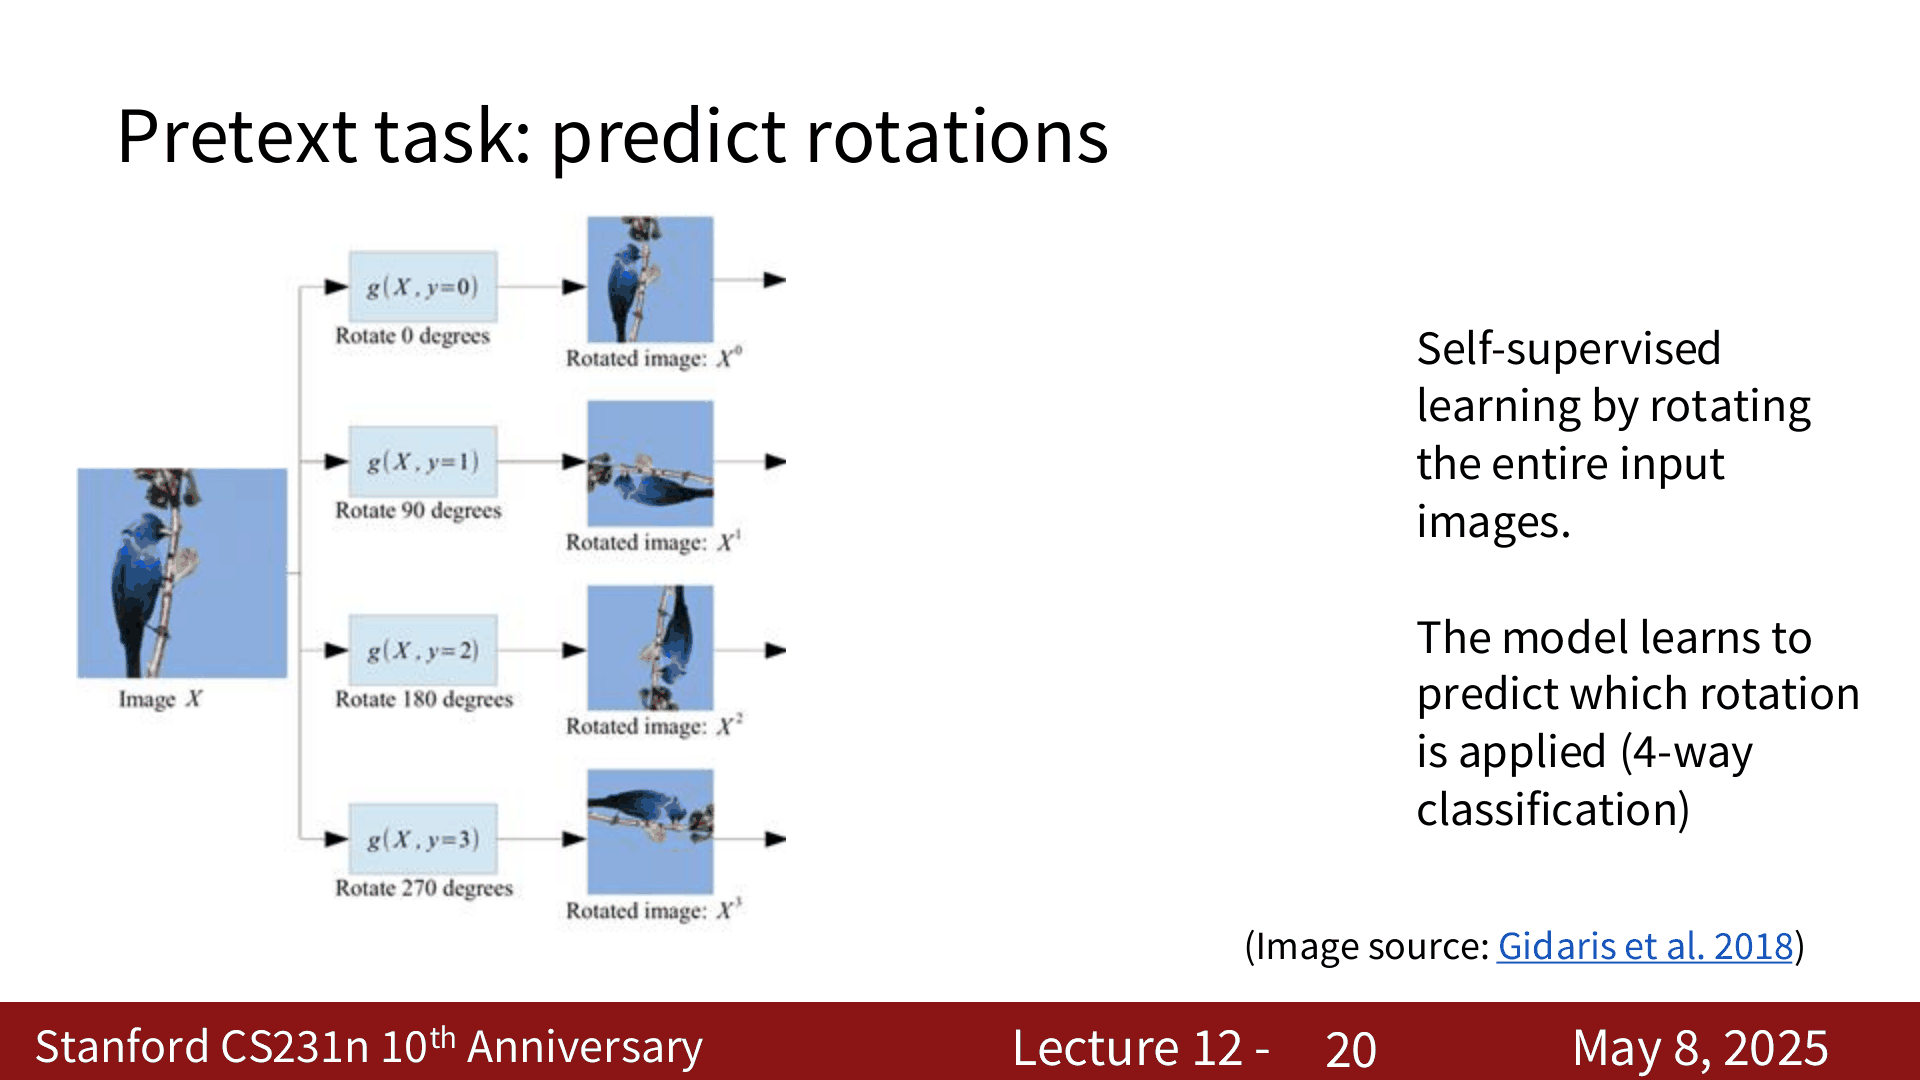 Pretext task: predict rotations
g(X, y=0)
Rotate 0 degrees
Rotated image: X⁰
g(X, y=1)
Rotate 90 degrees
Rotated image: X¹
Image X
g(X, y=2)
Rotate 180 degrees
Rotated image: X²
g(X, y=3)
Rotate 270 degrees
Rotated image: X³
Self-supervised
learning by rotating
the entire input
images.
The model learns to
predict which rotation
is applied (4-way
classification)
(Image source: Gidaris et al. 2018)
Stanford CS231n 10th Anniversary
Lecture 12 - 20
May 8, 2025